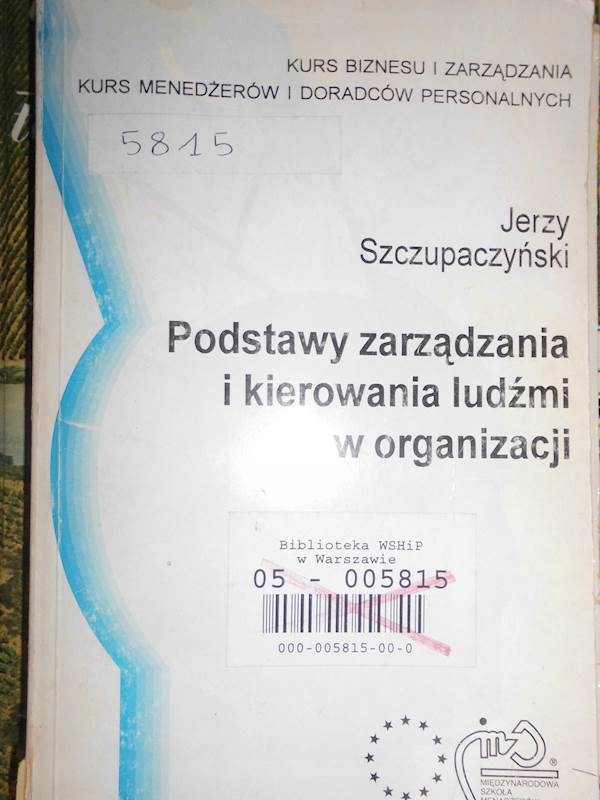 KURS BIZNESU I ZARZĄDZANIA
KURS MENEDŻERÓW I DORADCÓW PERSONALNYCH
5815
Jerzy
Szczupaczyński
Podstawy zarządzania
i kierowania ludźmi
w organizacji
Biblioteka WSHiP
w Warszawie
05 - 005815
000-005815-00-0
®
MIĘDZYNARODOWA
SZKOŁA